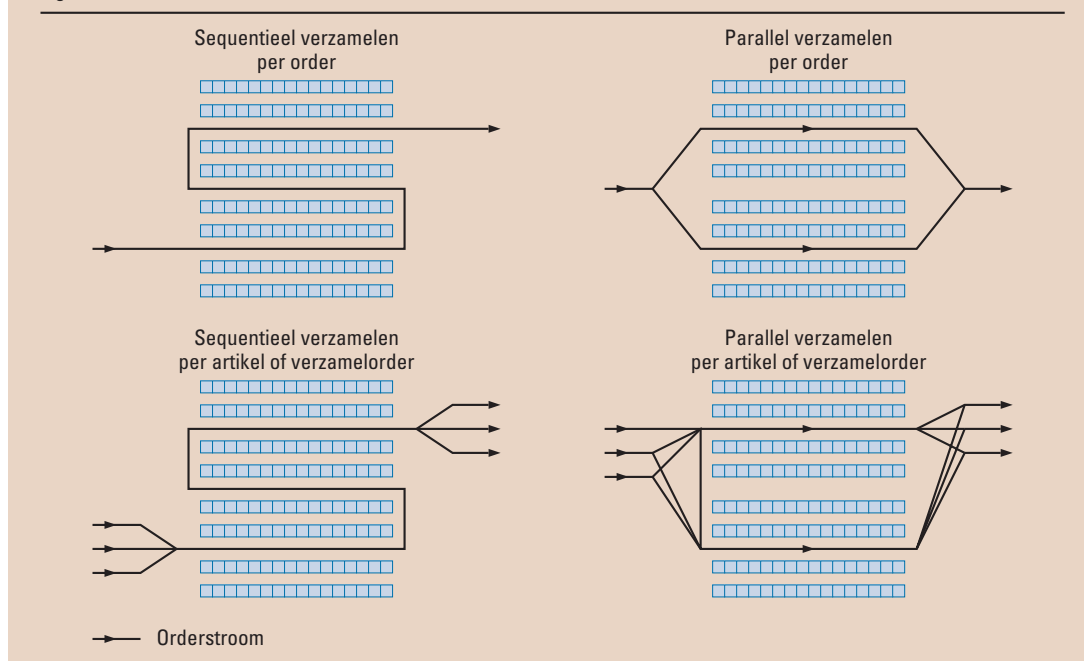 Sequentieel verzamelen
per order
Parallel verzamelen
per order
Sequentieel verzamelen
per artikel of verzamelorder
Parallel verzamelen
per artikel of verzamelorder
Orderstroom